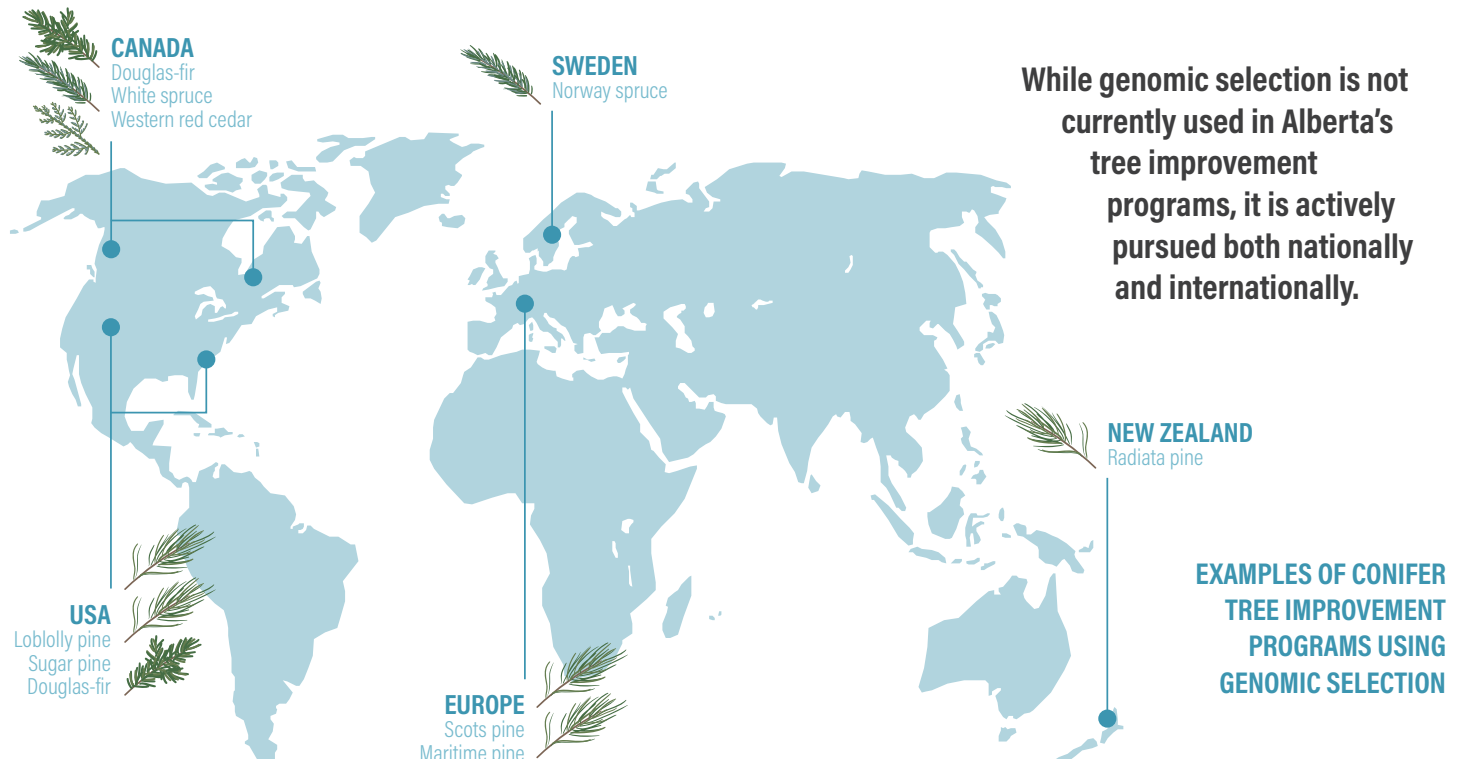 CANADA
Douglas-fir
White spruce
Western red cedar
SWEDEN
Norway spruce
While genomic selection is not
currently used in Alberta’s
tree improvement
programs, it is actively
pursued both nationally
and internationally.
NEW ZEALAND
Radiata pine
EXAMPLES OF CONIFER
TREE IMPROVEMENT
PROGRAMS USING
GENOMIC SELECTION
USA
Loblolly pine
Sugar pine
Douglas-fir
EUROPE
Scots pine
Maritime pine